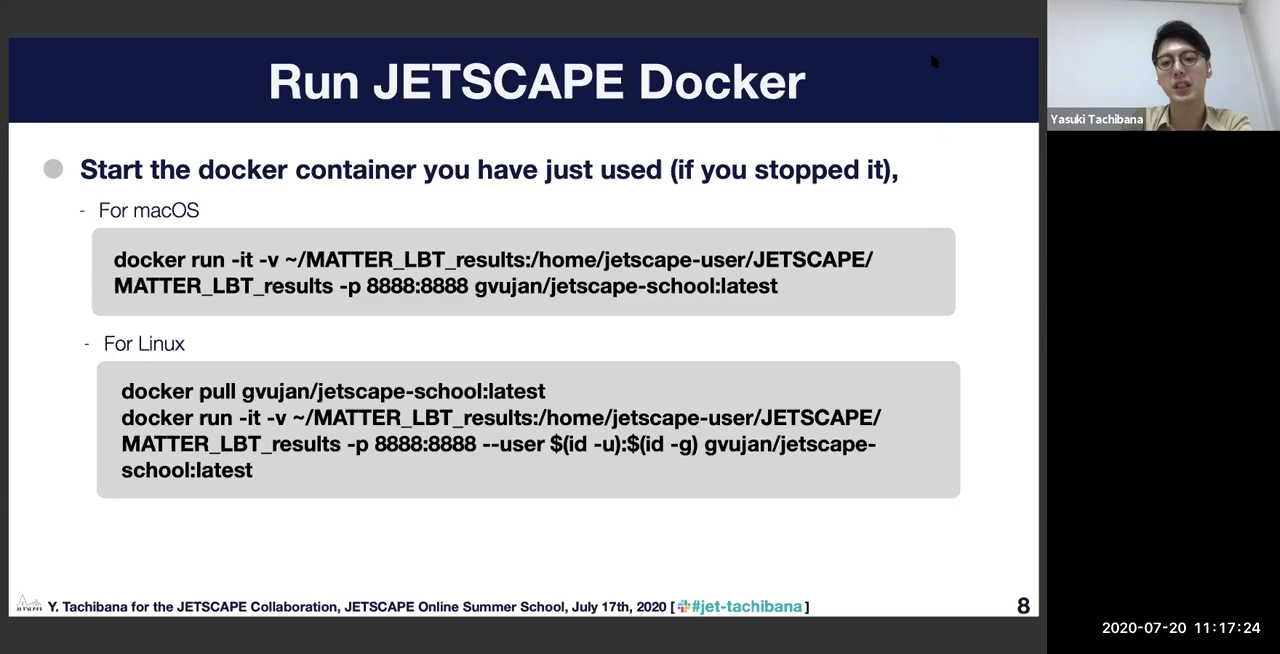 Run JETSCAPE Docker
Start the docker container you have just used (if you stopped it),
- For macOS
docker run -it -v ~/MATTER_LBT_results:/home/jetscape-user/JETSCAPE/
MATTER_LBT_results -p 8888:8888 gvujan/jetscape-school:latest
- For Linux
docker pull gvujan/jetscape-school:latest
docker run -it -v ~/MATTER_LBT_results:/home/jetscape-user/JETSCAPE/
MATTER_LBT_results -p 8888:8888 --user $(id -u):$(id -g) gvujan/jetscape-
school:latest
JETSCAPE
Y. Tachibana for the JETSCAPE Collaboration, JETSCAPE Online Summer School, July 17th, 2020 [ #jet-tachibana ]
8
Yasuki Tachibana
2020-07-20 11:17:24